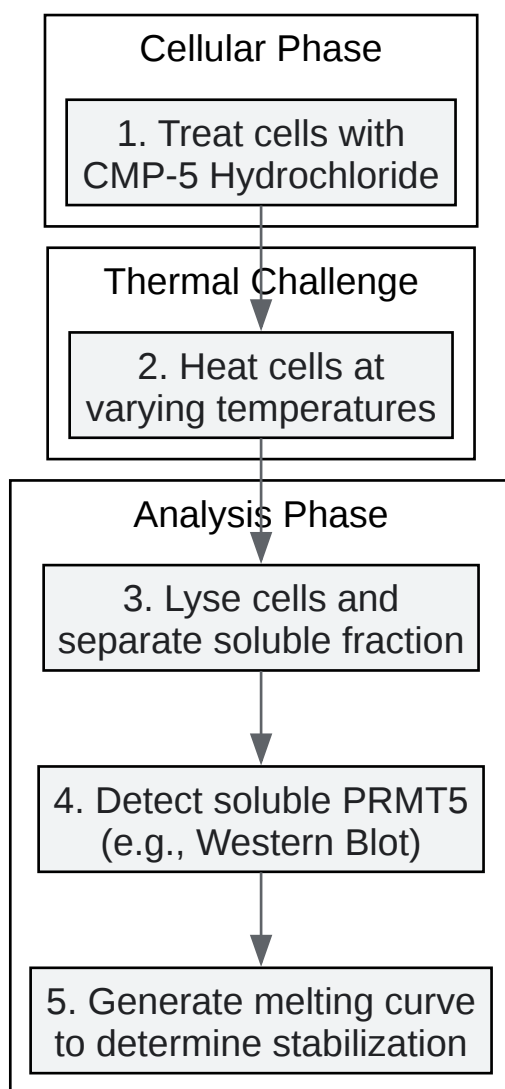 Cellular Phase
1. Treat cells with
CMP-5 Hydrochloride
Thermal Challenge
2. Heat cells at
varying temperatures
Analysis Phase
3. Lyse cells and
separate soluble fraction
4. Detect soluble PRMT5
(e.g., Western Blot)
5. Generate melting curve
to determine stabilization